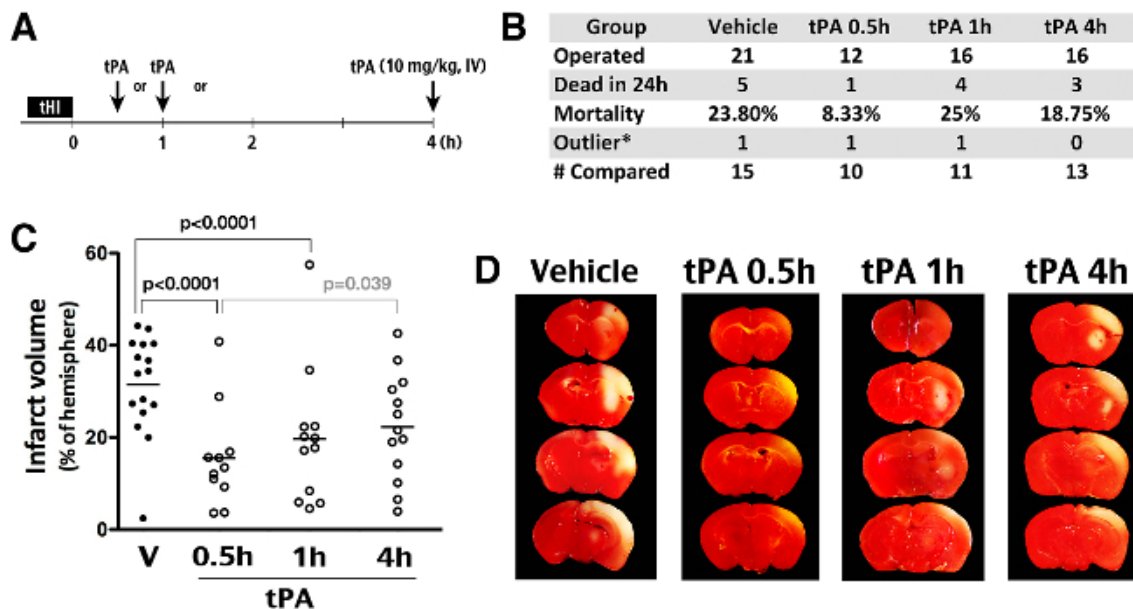 A
tPA or tPA or tPA (10 mg/kg, IV)
tHI
0 1 2 4 (h)
B
Group Vehicle tPA 0.5h tPA 1h tPA 4h
Operated 21 12 16 16
Dead in 24h 5 1 4 3
Mortality 23.80% 8.33% 25% 18.75%
Outlier* 1 1 1 0
# Compared 15 10 11 13
C
p<0.0001
p<0.0001 p=0.039
Infarct volume
(% of hemisphere)
60
40
20
0
V 0.5h 1h 4h
tPA
D
Vehicle tPA 0.5h tPA 1h tPA 4h